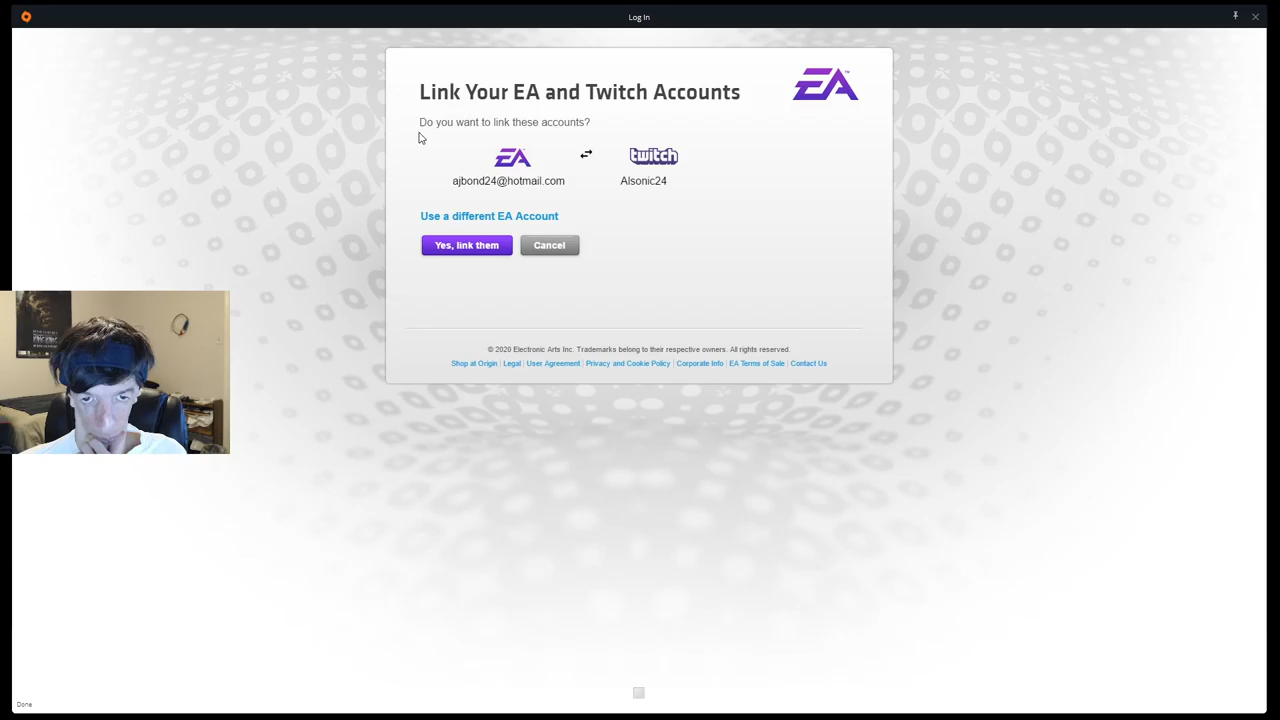 Log In
EA
Link Your EA and Twitch Accounts
Do you want to link these accounts?
EA twitch
ajbond24@hotmail.com Alsonic24
Use a different EA Account
Yes, link them Cancel
© 2020 Electronic Arts Inc. Trademarks belong to their respective owners. All rights reserved.
Shop at Origin | Legal | User Agreement | Privacy and Cookie Policy | Corporate Info | EA Terms of Sale | Contact Us
Done